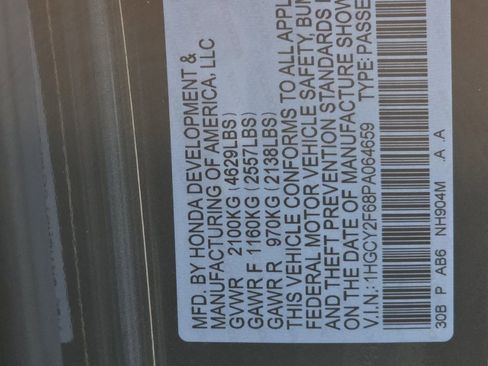 MFD. BY HONDA DEVELOPMENT &
MANUFACTURING OF AMERICA, LLC
GVWR 2100KG (4629LBS)
GAWR F 1160KG (2557LBS)
GAWR R 970KG (2138LBS)
THIS VEHICLE CONFORMS TO ALL APPL
FEDERAL MOTOR VEHICLE SAFETY, BUM
AND THEFT PREVENTION STANDARDS I
ON THE DATE OF MANUFACTURE SHOW
V.I.N.: 1HGCY2F68PA064659 TYPE: PASSE
30B P AB6 NH904M A A